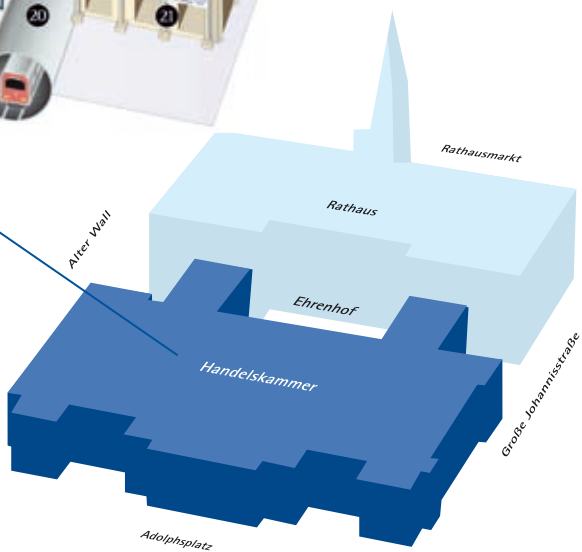 20
21
Rathausmarkt
Rathaus
Alter Wall
Ehrenhof
Handelskammer
Große Johannisstraße
Adolphsplatz